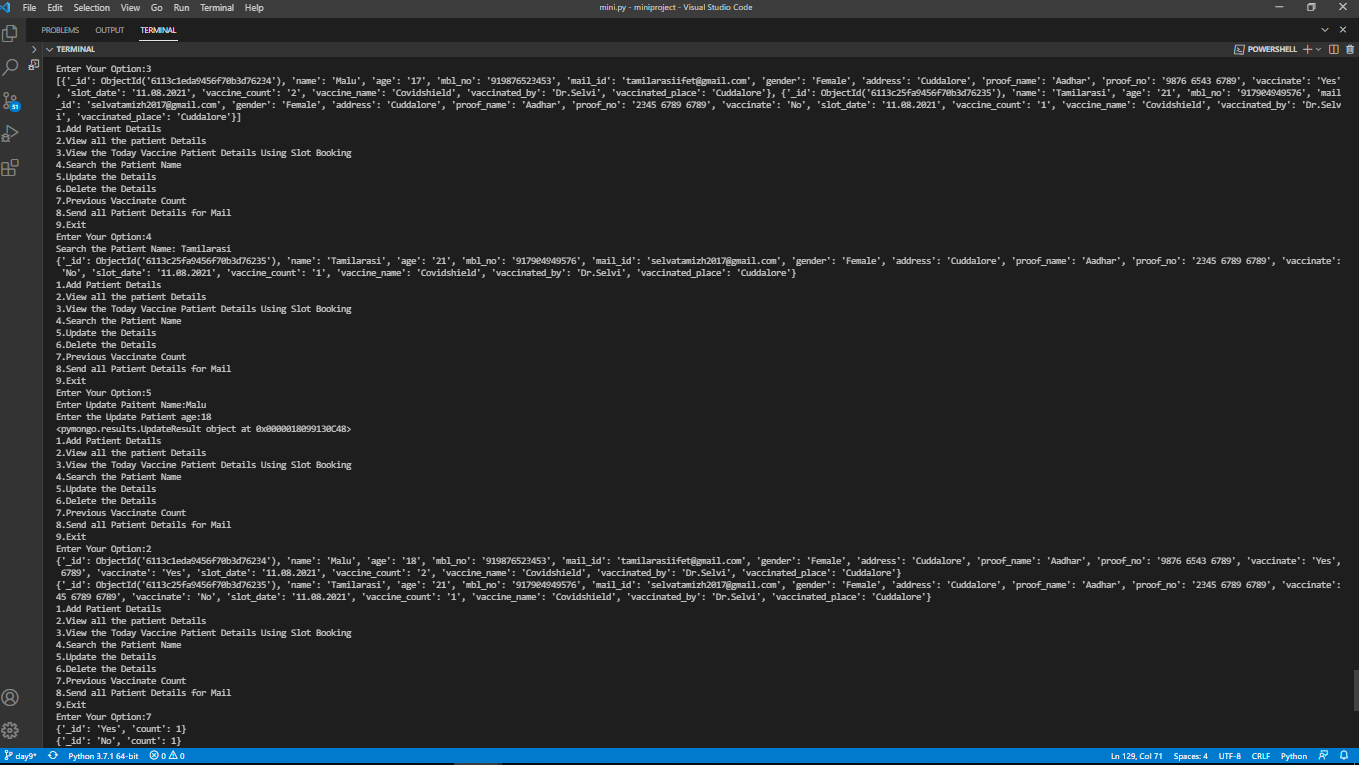 File Edit Selection View Go Run Terminal Help mini.py - miniproject - Visual Studio Code
PROBLEMS OUTPUT TERMINAL
TERMINAL POWERSHELL
Enter Your Option:3
[{'_id': ObjectId('6113c1eda9456f70b3d76234'), 'name': 'Malu', 'age': '17', 'mbl_no': '919876523453', 'mail_id': 'tamilarasiifet@gmail.com', 'gender': 'Female', 'address': 'Cuddalore', 'proof_name': 'Aadhar', 'proof_no': '9876 6543 6789', 'vaccinate': 'Yes'
, 'slot_date': '11.08.2021', 'vaccine_count': '2', 'vaccine_name': 'Covidshield', 'vaccinated_by': 'Dr.Selvi', 'vaccinated_place': 'Cuddalore'}, {'_id': ObjectId('6113c25fa9456f70b3d76235'), 'name': 'Tamilarasi', 'age': '21', 'mbl_no': '917904949576', 'mail
_id': 'selvatamizh2017@gmail.com', 'gender': 'Female', 'address': 'Cuddalore', 'proof_name': 'Aadhar', 'proof_no': '2345 6789 6789', 'vaccinate': 'No', 'slot_date': '11.08.2021', 'vaccine_count': '1', 'vaccine_name': 'Covidshield', 'vaccinated_by': 'Dr.Selv
i', 'vaccinated_place': 'Cuddalore'}]
1.Add Patient Details
2.View all the patient Details
3.View the Today Vaccine Patient Details Using Slot Booking
4.Search the Patient Name
5.Update the Details
6.Delete the Details
7.Previous Vaccinate Count
8.Send all Patient Details for Mail
9.Exit
Enter Your Option:4
Search the Patient Name: Tamilarasi
{'_id': ObjectId('6113c25fa9456f70b3d76235'), 'name': 'Tamilarasi', 'age': '21', 'mbl_no': '917904949576', 'mail_id': 'selvatamizh2017@gmail.com', 'gender': 'Female', 'address': 'Cuddalore', 'proof_name': 'Aadhar', 'proof_no': '2345 6789 6789', 'vaccinate':
'No', 'slot_date': '11.08.2021', 'vaccine_count': '1', 'vaccine_name': 'Covidshield', 'vaccinated_by': 'Dr.Selvi', 'vaccinated_place': 'Cuddalore'}
1.Add Patient Details
2.View all the patient Details
3.View the Today Vaccine Patient Details Using Slot Booking
4.Search the Patient Name
5.Update the Details
6.Delete the Details
7.Previous Vaccinate Count
8.Send all Patient Details for Mail
9.Exit
Enter Your Option:5
Enter Update Paitent Name:Malu
Enter the Update Patient age:18
<pymongo.results.UpdateResult object at 0x0000018099130C48>
1.Add Patient Details
2.View all the patient Details
3.View the Today Vaccine Patient Details Using Slot Booking
4.Search the Patient Name
5.Update the Details
6.Delete the Details
7.Previous Vaccinate Count
8.Send all Patient Details for Mail
9.Exit
Enter Your Option:2
{'_id': ObjectId('6113c1eda9456f70b3d76234'), 'name': 'Malu', 'age': '18', 'mbl_no': '919876523453', 'mail_id': 'tamilarasiifet@gmail.com', 'gender': 'Female', 'address': 'Cuddalore', 'proof_name': 'Aadhar', 'proof_no': '9876 6543 6789', 'vaccinate': 'Yes',
6789', 'vaccinate': 'Yes', 'slot_date': '11.08.2021', 'vaccine_count': '2', 'vaccine_name': 'Covidshield', 'vaccinated_by': 'Dr.Selvi', 'vaccinated_place': 'Cuddalore'}
{'_id': ObjectId('6113c25fa9456f70b3d76235'), 'name': 'Tamilarasi', 'age': '21', 'mbl_no': '917904949576', 'mail_id': 'selvatamizh2017@gmail.com', 'gender': 'Female', 'address': 'Cuddalore', 'proof_name': 'Aadhar', 'proof_no': '2345 6789 6789', 'vaccinate':
45 6789 6789', 'vaccinate': 'No', 'slot_date': '11.08.2021', 'vaccine_count': '1', 'vaccine_name': 'Covidshield', 'vaccinated_by': 'Dr.Selvi', 'vaccinated_place': 'Cuddalore'}
1.Add Patient Details
2.View all the patient Details
3.View the Today Vaccine Patient Details Using Slot Booking
4.Search the Patient Name
5.Update the Details
6.Delete the Details
7.Previous Vaccinate Count
8.Send all Patient Details for Mail
9.Exit
Enter Your Option:7
{'_id': 'Yes', 'count': 1}
{'_id': 'No', 'count': 1}
51
day9* Python 3.7.1 64-bit 0 0 Ln 129, Col 71 Spaces: 4 UTF-8 CRLF Python